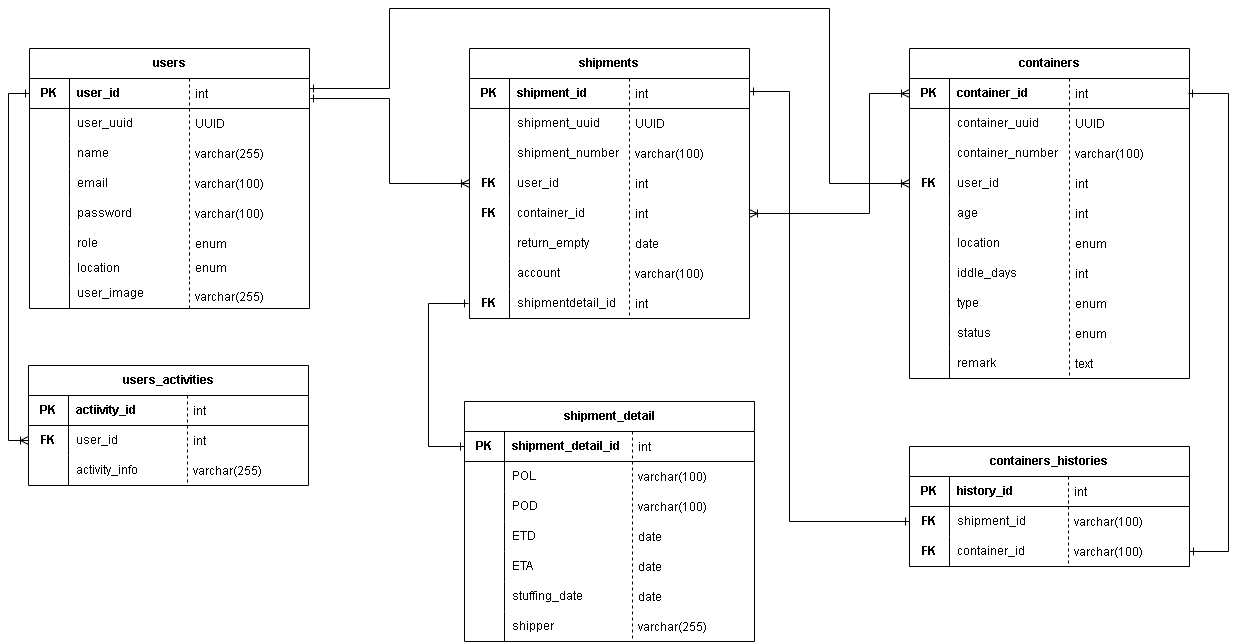 users
PK user_id int
user_uuid UUID
name varchar(255)
email varchar(100)
password varchar(100)
role enum
location enum
user_image varchar(255)
shipments
PK shipment_id int
shipment_uuid UUID
shipment_number varchar(100)
FK user_id int
FK container_id int
return_empty date
account varchar(100)
FK shipmentdetail_id int
containers
PK container_id int
container_uuid UUID
container_number varchar(100)
FK user_id int
age int
location enum
iddle_days int
type enum
status enum
remark text
users_activities
PK actiivity_id int
FK user_id int
activity_info varchar(255)
shipment_detail
PK shipment_detail_id int
POL varchar(100)
POD varchar(100)
ETD date
ETA date
stuffing_date date
shipper varchar(255)
containers_histories
PK history_id int
FK shipment_id varchar(100)
FK container_id varchar(100)